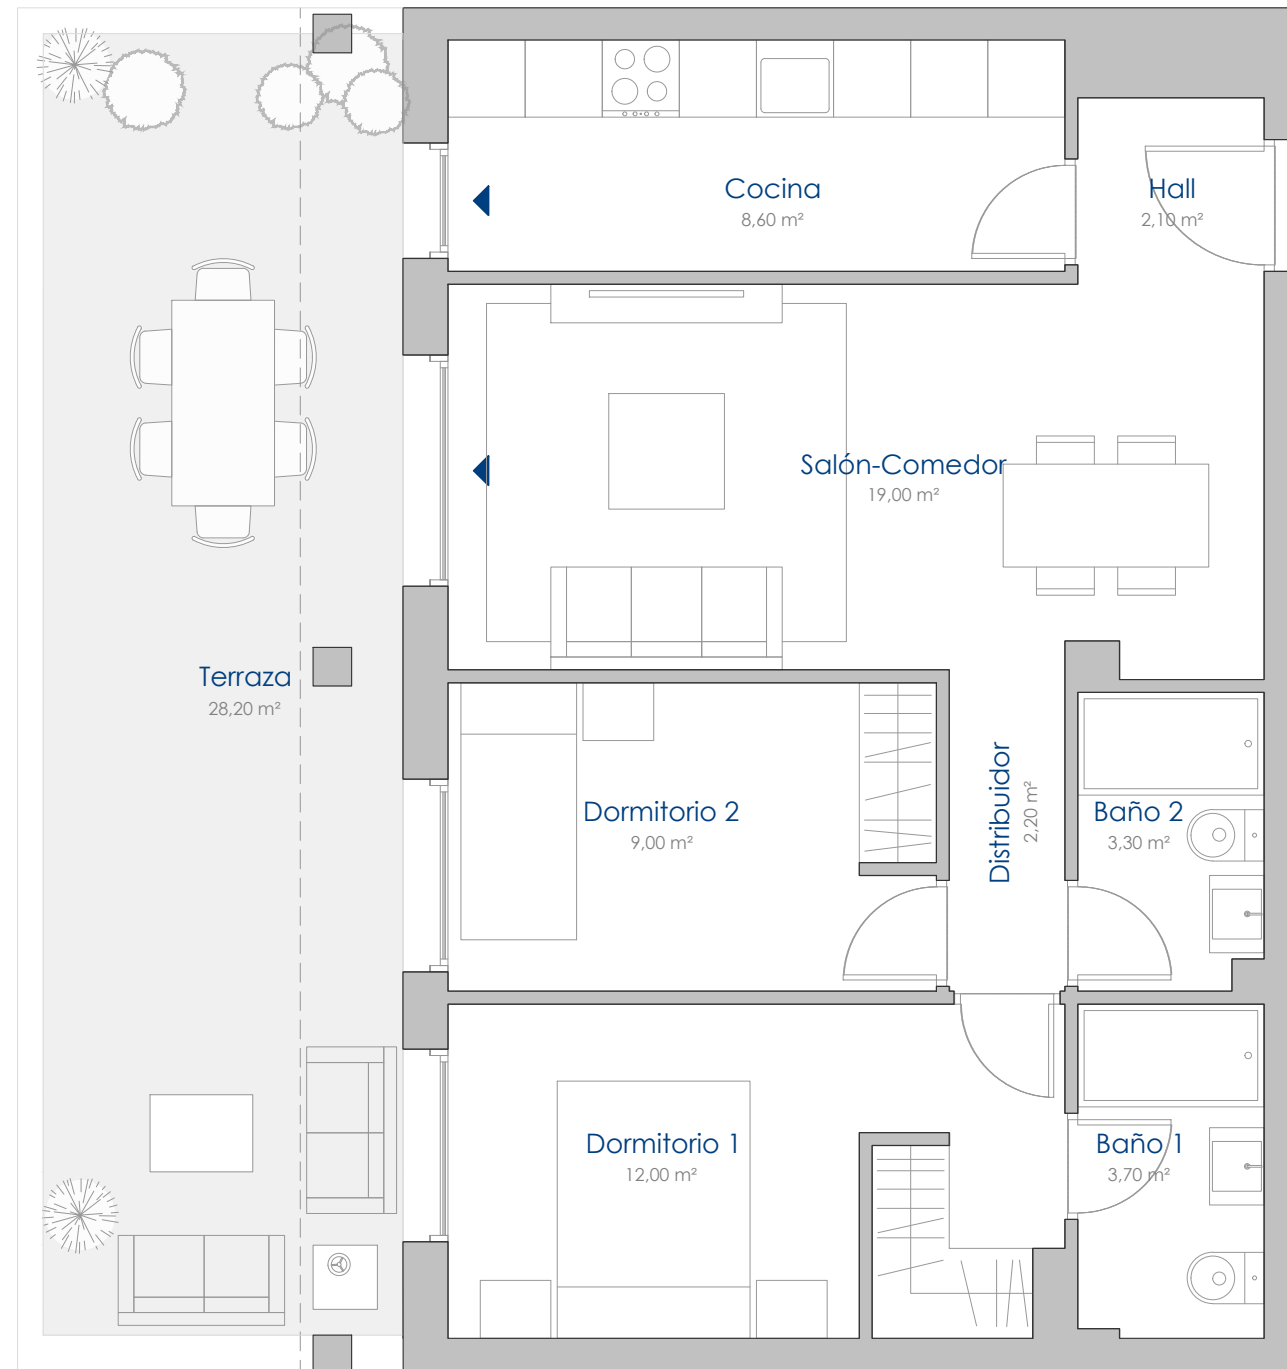 Cocina
8,60 m²
Hall
2,10 m²
Salón-Comedor
19,00 m²
Terraza
28,20 m²
Dormitorio 2
9,00 m²
Distribuidor
2,20 m²
Baño 2
3,30 m²
Dormitorio 1
12,00 m²
Baño 1
3,70 m²